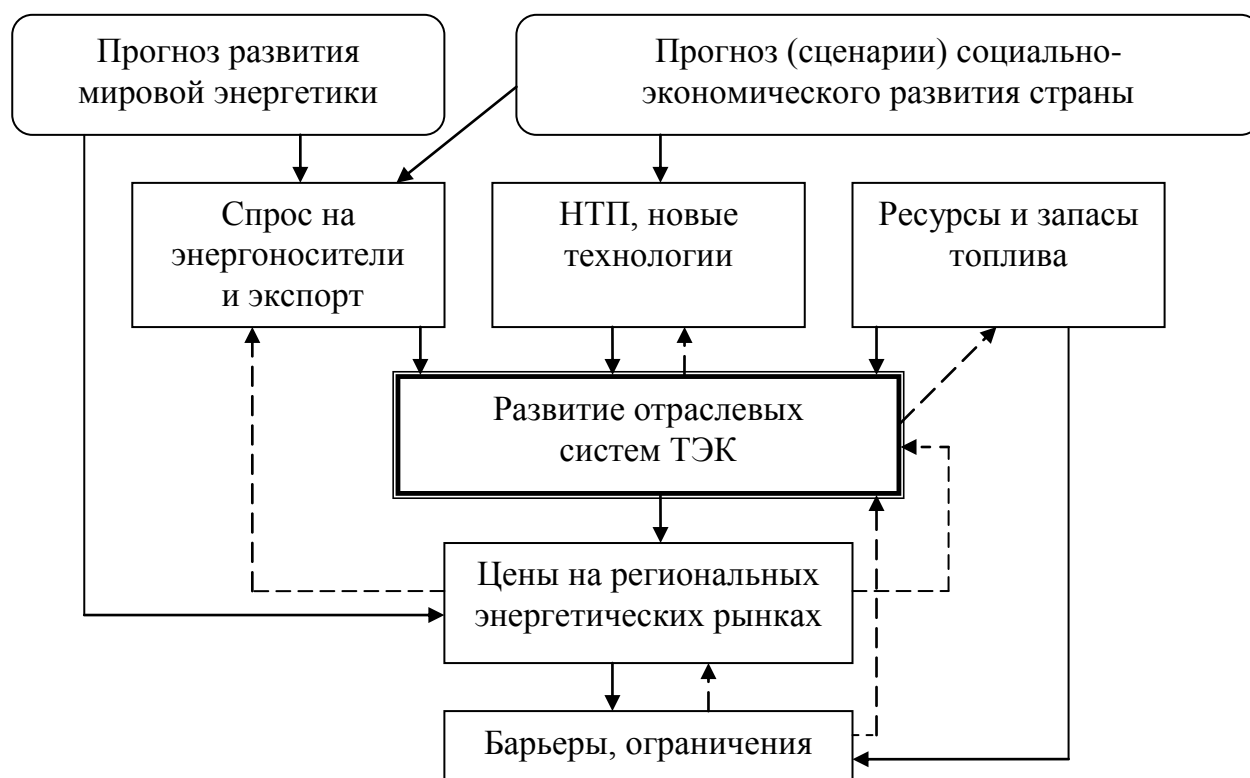 Прогноз развития
мировой энергетики
Прогноз (сценарии) социально-
экономического развития страны
Спрос на
энергоносители
и экспорт
НТП, новые
технологии
Ресурсы и запасы
топлива
Развитие отраслевых
систем ТЭК
Цены на региональных
энергетических рынках
Барьеры, ограничения